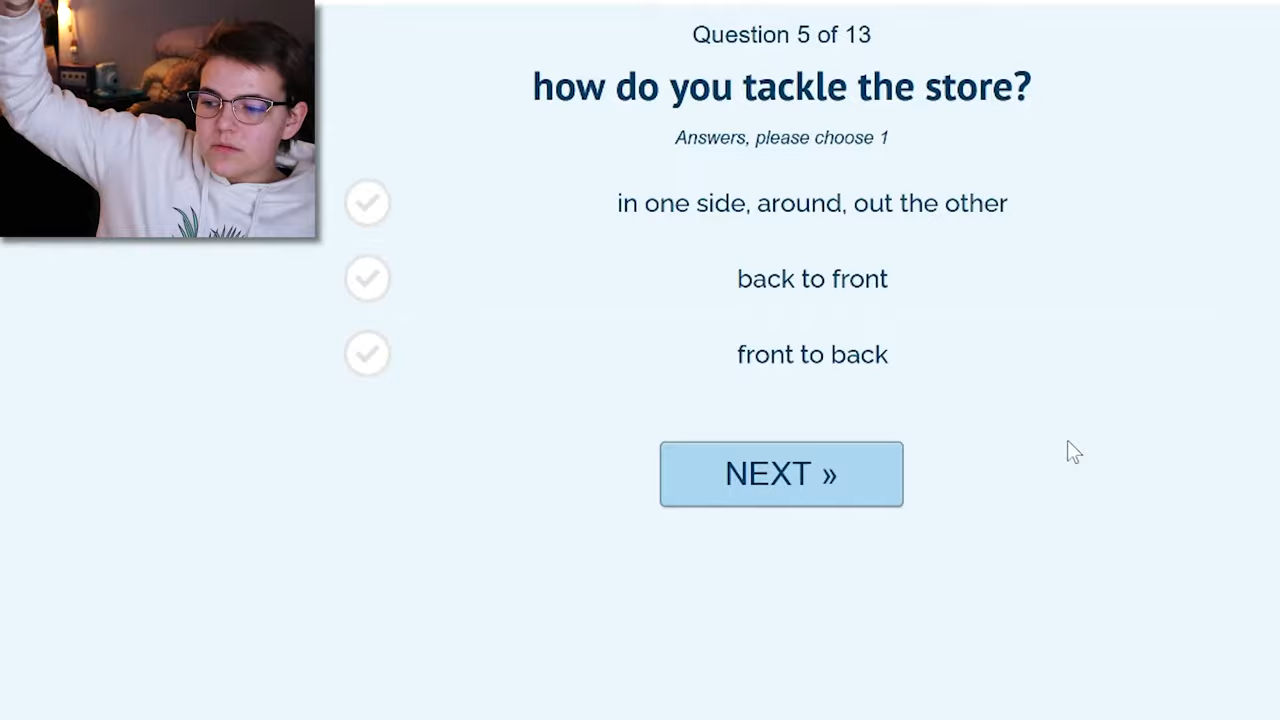 Question 5 of 13
how do you tackle the store?
Answers, please choose 1
in one side, around, out the other
back to front
front to back
NEXT »